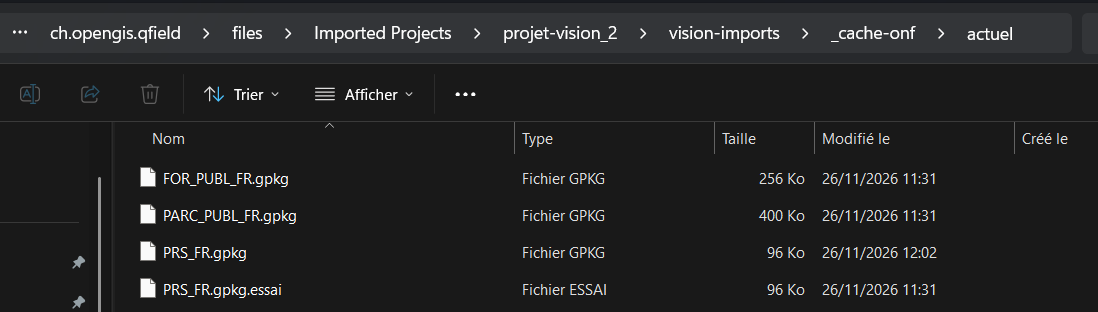 ... ch.opengis.qfield > files > Imported Projects > projet-vision_2 > vision-imports > _cache-onf > actuel
Trier Afficher ...
Nom Type Taille Modifié le Créé le
FOR_PUBL_FR.gpkg Fichier GPKG 256 Ko 26/11/2026 11:31
PARC_PUBL_FR.gpkg Fichier GPKG 400 Ko 26/11/2026 11:31
PRS_FR.gpkg Fichier GPKG 96 Ko 26/11/2026 12:02
PRS_FR.gpkg.essai Fichier ESSAI 96 Ko 26/11/2026 11:31